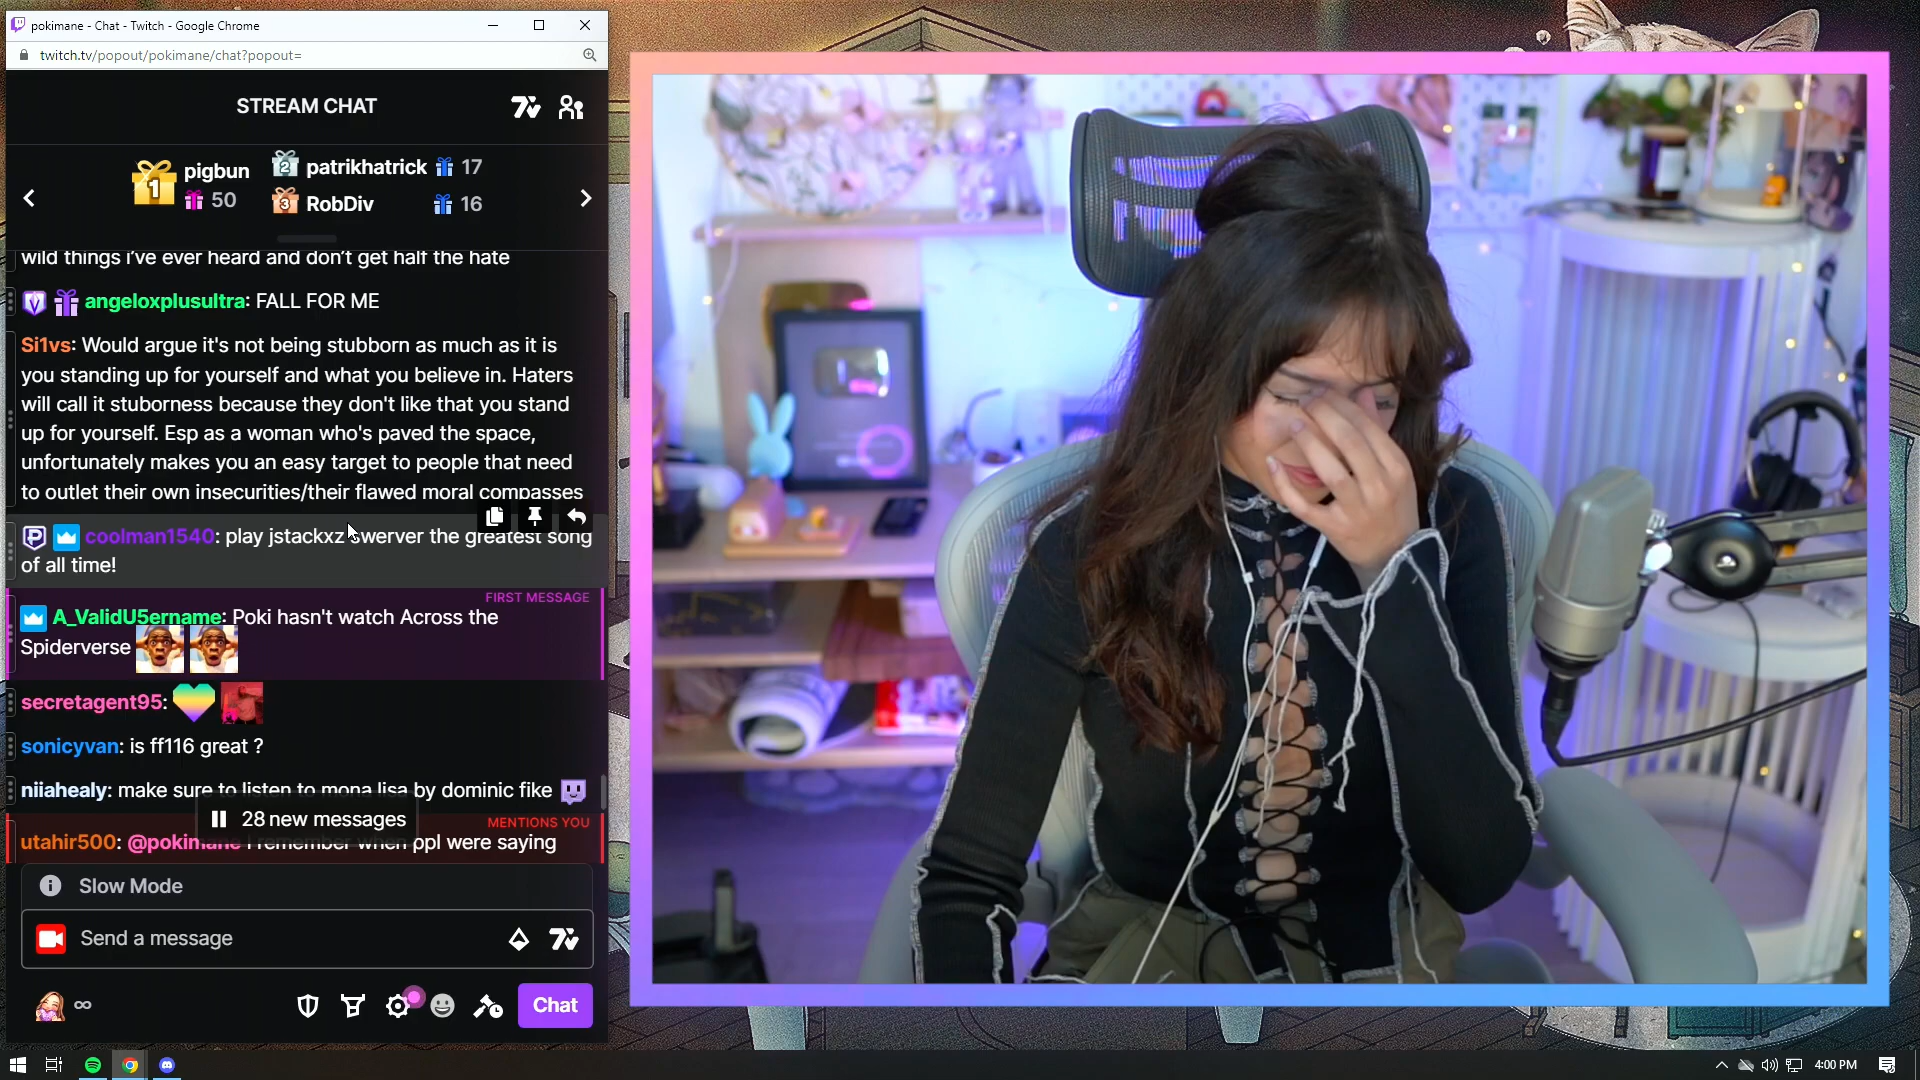 pokimane - Chat - Twitch - Google Chrome
twitch.tv/popout/pokimane/chat?popout=
STREAM CHAT
1 pigbun 50
2 patrikhatrick 17
3 RobDiv 16
wild things i've ever heard and don't get half the hate
angeloxplusultra: FALL FOR ME
Si1vs: Would argue it's not being stubborn as much as it is
you standing up for yourself and what you believe in. Haters
will call it stuborness because they don't like that you stand
up for yourself. Esp as a woman who's paved the space,
unfortunately makes you an easy target to people that need
to outlet their own insecurities/their flawed moral compasses
coolman1540: play jstackxz swerver the greatest song
of all time!
FIRST MESSAGE
A_ValidU5ername: Poki hasn't watch Across the
Spiderverse
secretagent95:
sonicyvan: is ff116 great ?
niiahealy: make sure to listen to mona lisa by dominic fike
28 new messages
MENTIONS YOU
utahir500: @pokimane I remember when ppl were saying
Slow Mode
Send a message
∞
Chat
4:00 PM